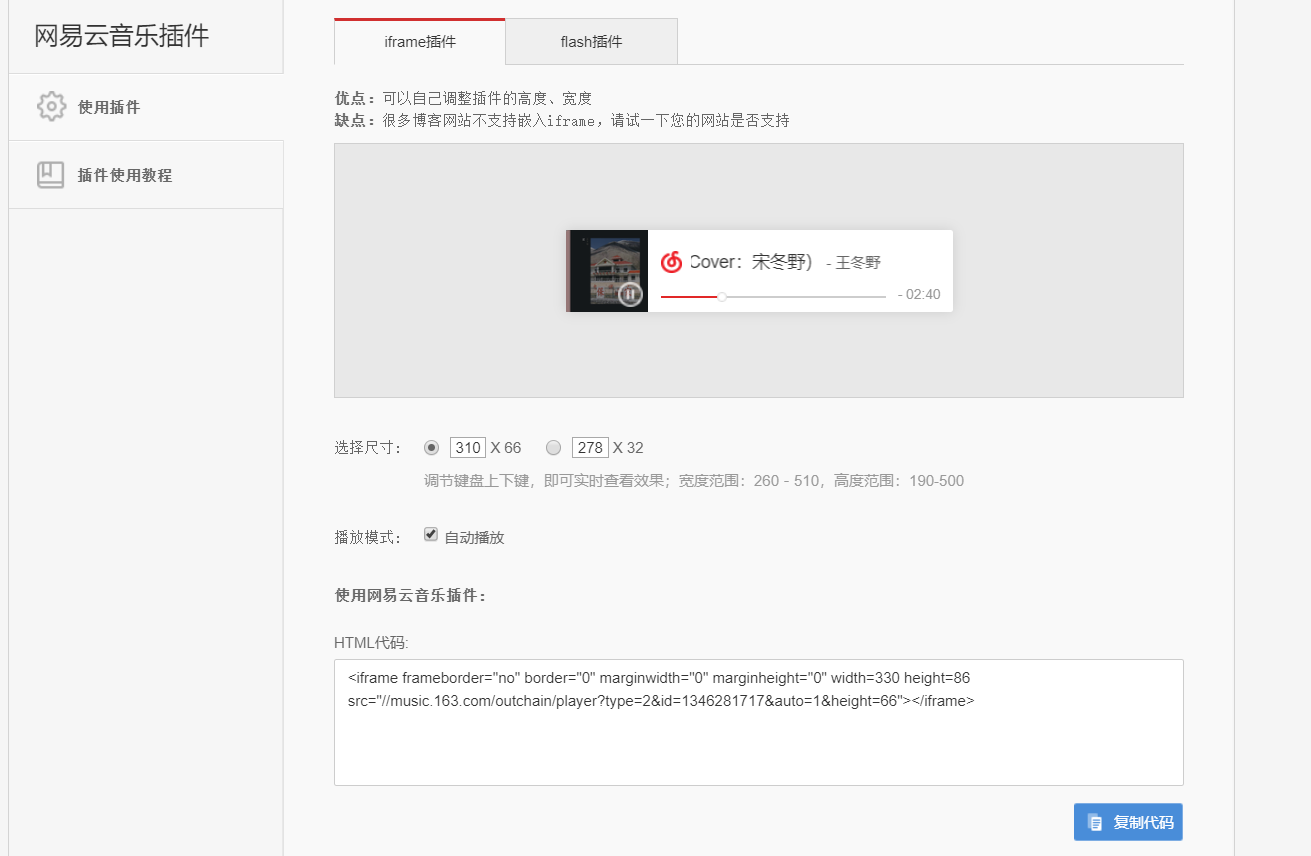 网易云音乐插件
使用插件
插件使用教程
iframe插件
flash插件
优点：可以自己调整插件的高度、宽度
缺点：很多博客网站不支持嵌入iframe，请试一下您的网站是否支持
Cover：宋冬野） - 王冬野
- 02:40
选择尺寸： 310 X 66 278 X 32
调节键盘上下键，即可实时查看效果；宽度范围：260 - 510，高度范围：190-500
播放模式： 自动播放
使用网易云音乐插件：
HTML代码:
<iframe frameborder="no" border="0" marginwidth="0" marginheight="0" width=330 height=86
src="//music.163.com/outchain/player?type=2&id=1346281717&auto=1&height=66"></iframe>
复制代码